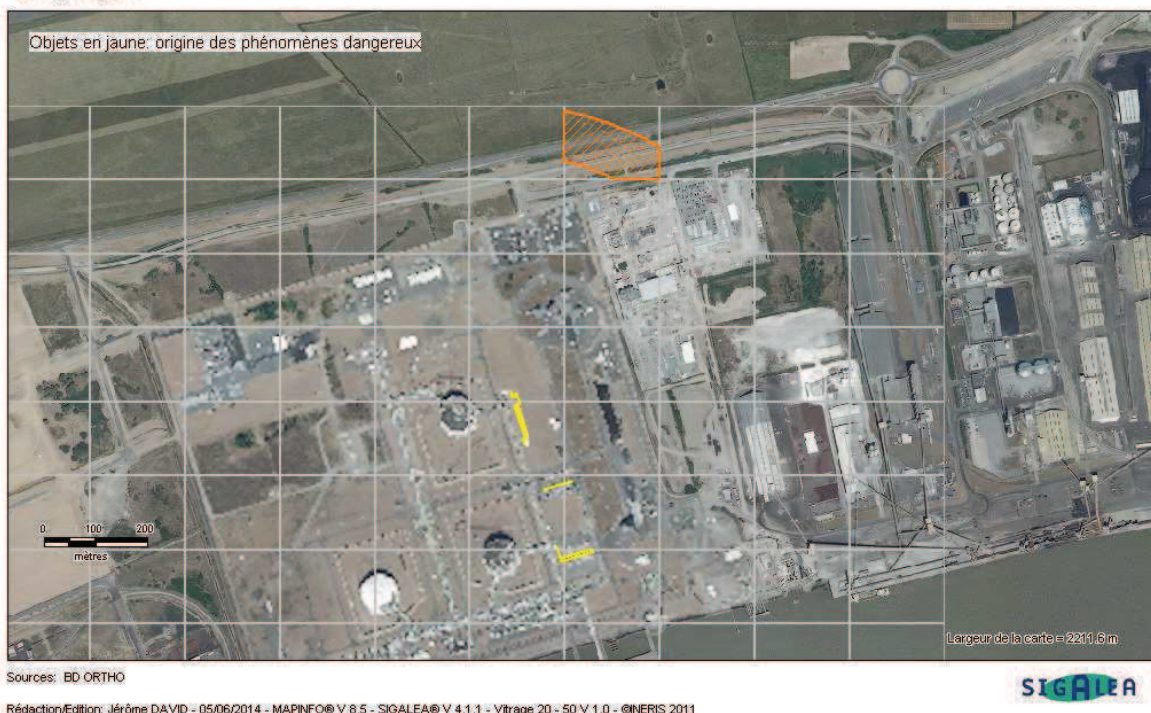 Objets en jaune: origine des phénomènes dangereux
0 100 200
mètres
Largeur de la carte = 2211.6 m
Sources: BD ORTHO
SIGALEA
Rédaction/Edition: Jérôme DAVID - 05/06/2014 - MAPINFO® V 8.5 - SIGALEA® V 4.1.1 - Vitrage 20 - 50 V 1.0 - ©INERIS 2011